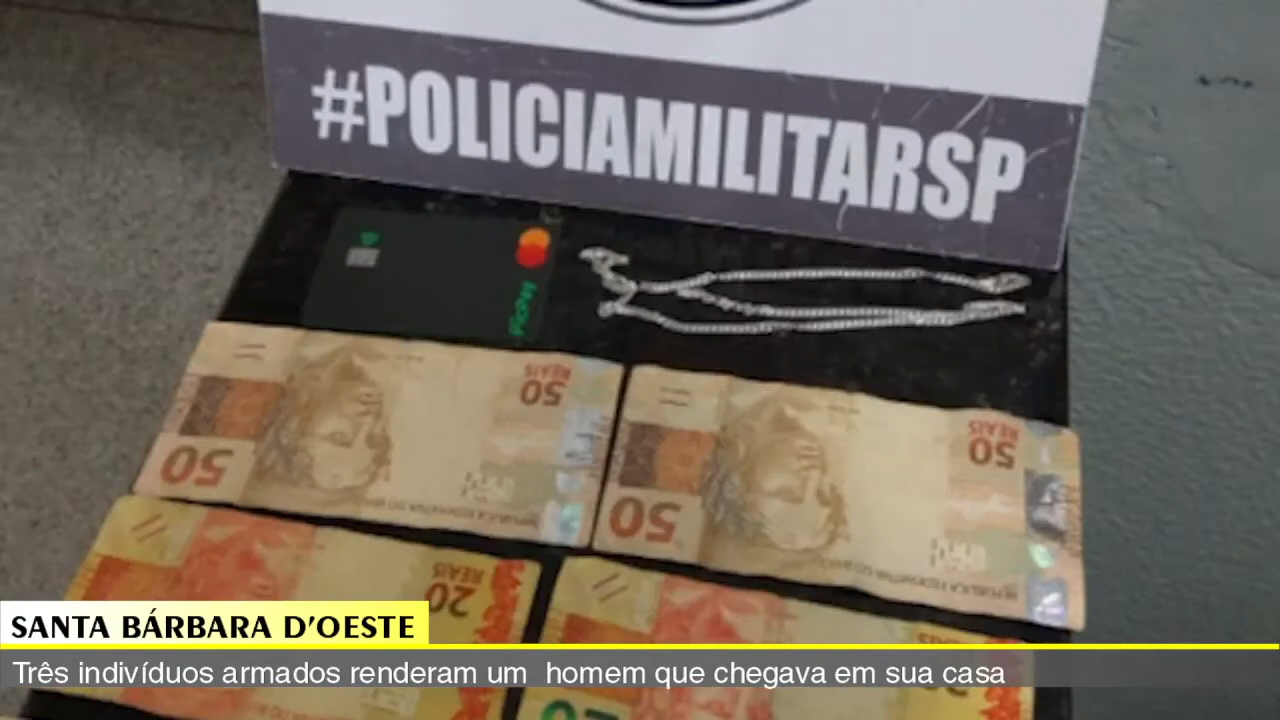 #POLICIAMILITARSP
PicPay
50
REAIS
50
50
REAIS
50
20
REAIS
SANTA BÁRBARA D'OESTE
Três indivíduos armados renderam um  homem que chegava em sua casa